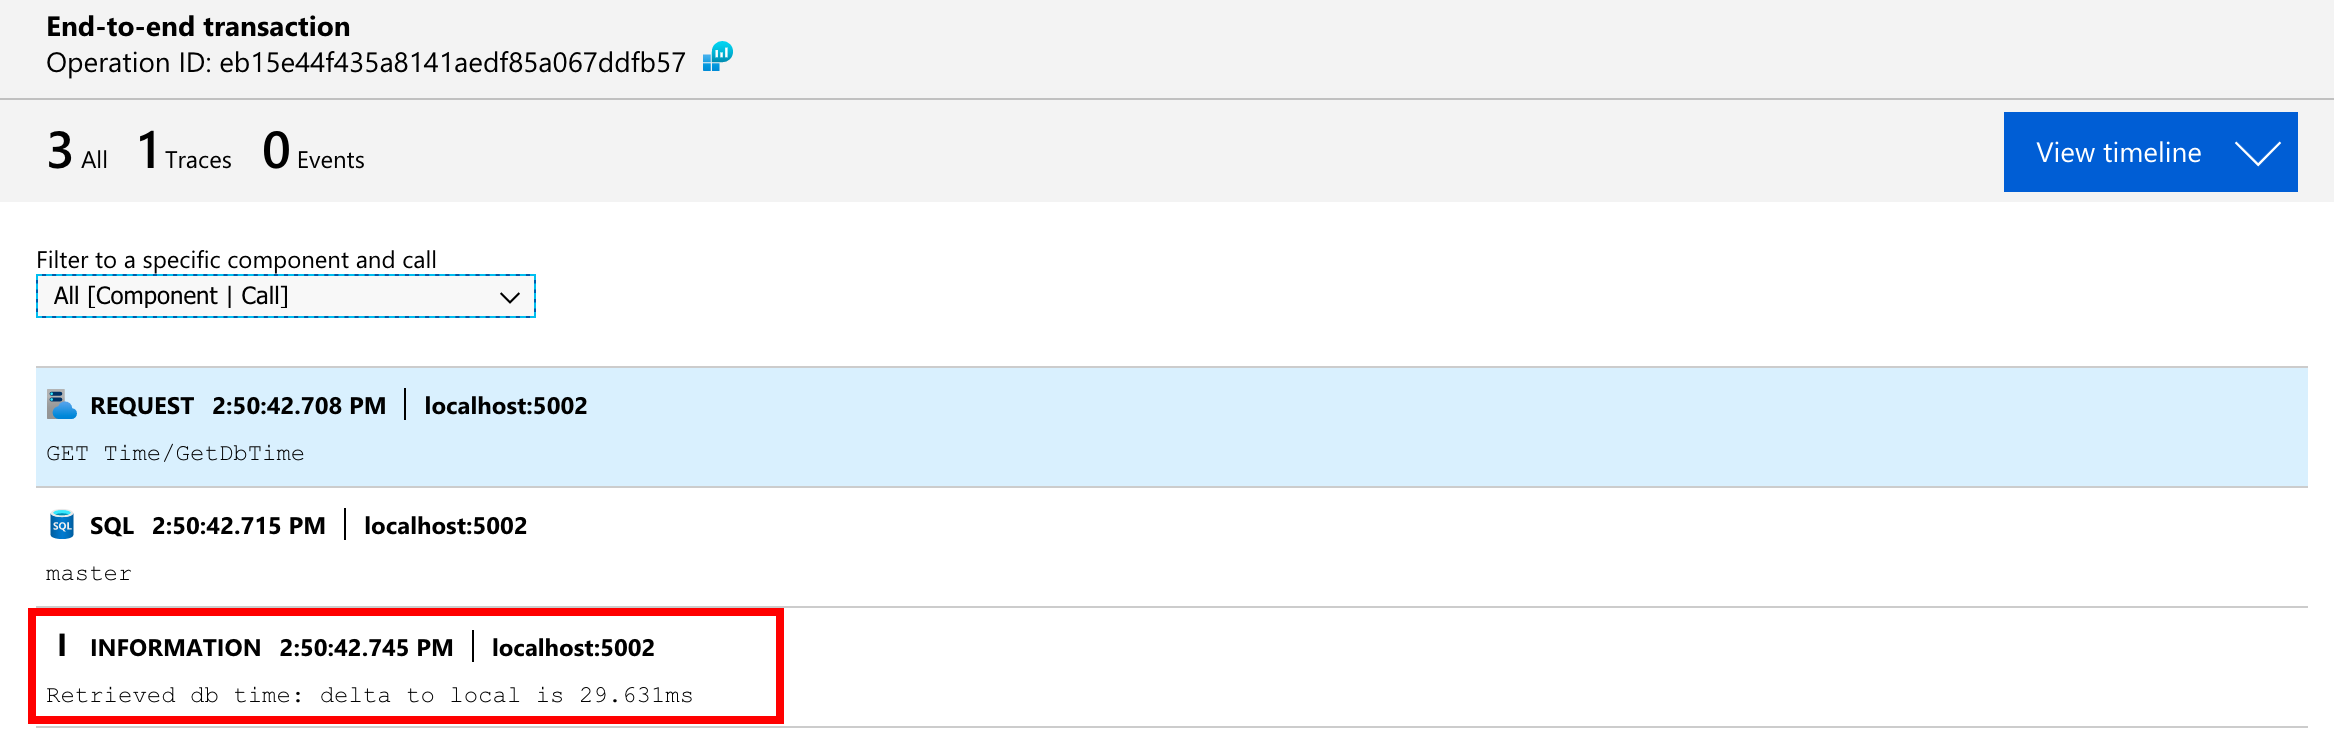 End-to-end transaction
Operation ID: eb15e44f435a8141aedf85a067ddfb57
3 All 1 Traces 0 Events
View timeline
Filter to a specific component and call
All [Component | Call]
REQUEST 2:50:42.708 PM | localhost:5002
GET Time/GetDbTime
SQL SQL 2:50:42.715 PM | localhost:5002
master
I INFORMATION 2:50:42.745 PM | localhost:5002
Retrieved db time: delta to local is 29.631ms